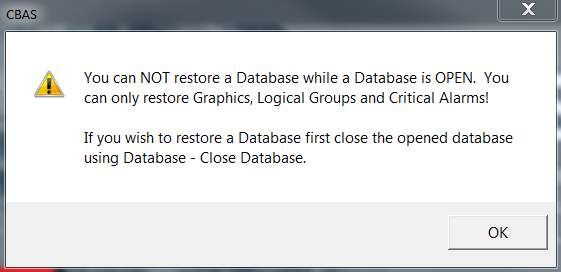 CBAS
You can NOT restore a Database while a Database is OPEN.  You
can only restore Graphics, Logical Groups and Critical Alarms!
If you wish to restore a Database first close the opened database
using Database - Close Database.
OK